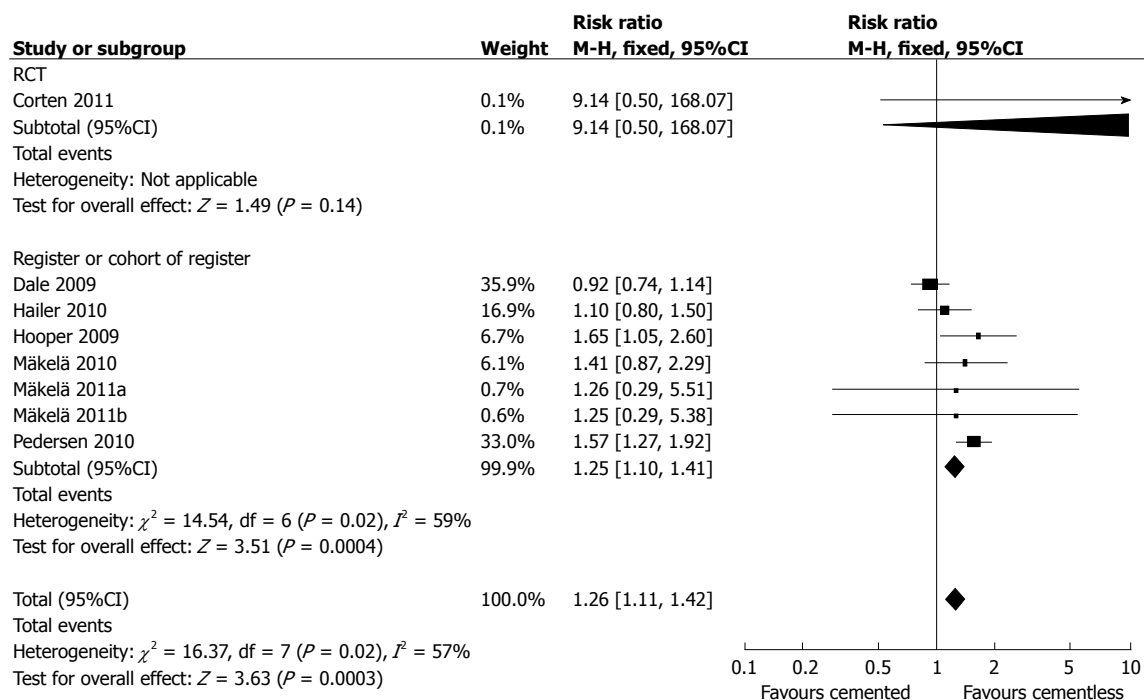 Risk ratio Risk ratio
Study or subgroup Weight M-H, fixed, 95%CI M-H, fixed, 95%CI
RCT
Corten 2011 0.1% 9.14 [0.50, 168.07]
Subtotal (95%CI) 0.1% 9.14 [0.50, 168.07]
Total events
Heterogeneity: Not applicable
Test for overall effect: Z = 1.49 (P = 0.14)
Register or cohort of register
Dale 2009 35.9% 0.92 [0.74, 1.14]
Hailer 2010 16.9% 1.10 [0.80, 1.50]
Hooper 2009 6.7% 1.65 [1.05, 2.60]
Mäkelä 2010 6.1% 1.41 [0.87, 2.29]
Mäkelä 2011a 0.7% 1.26 [0.29, 5.51]
Mäkelä 2011b 0.6% 1.25 [0.29, 5.38]
Pedersen 2010 33.0% 1.57 [1.27, 1.92]
Subtotal (95%CI) 99.9% 1.25 [1.10, 1.41]
Total events
Heterogeneity: χ² = 14.54, df = 6 (P = 0.02), I² = 59%
Test for overall effect: Z = 3.51 (P = 0.0004)
Total (95%CI) 100.0% 1.26 [1.11, 1.42]
Total events
Heterogeneity: χ² = 16.37, df = 7 (P = 0.02), I² = 57%
Test for overall effect: Z = 3.63 (P = 0.0003)
0.1 0.2 0.5 1 2 5 10
Favours cemented Favours cementless